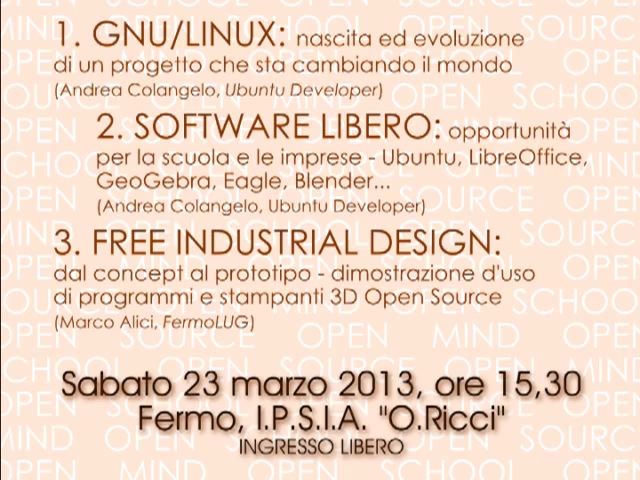 1. GNU/LINUX: nascita ed evoluzione
di un progetto che sta cambiando il mondo
(Andrea Colangelo, Ubuntu Developer)
2. SOFTWARE LIBERO: opportunità
per la scuola e le imprese - Ubuntu, LibreOffice,
GeoGebra, Eagle, Blender...
(Andrea Colangelo, Ubuntu Developer)
3. FREE INDUSTRIAL DESIGN:
dal concept al prototipo - dimostrazione d'uso
di programmi e stampanti 3D Open Source
(Marco Alici, FermoLUG)
Sabato 23 marzo 2013, ore 15,30
Fermo, I.P.S.I.A. "O.Ricci"
INGRESSO LIBERO